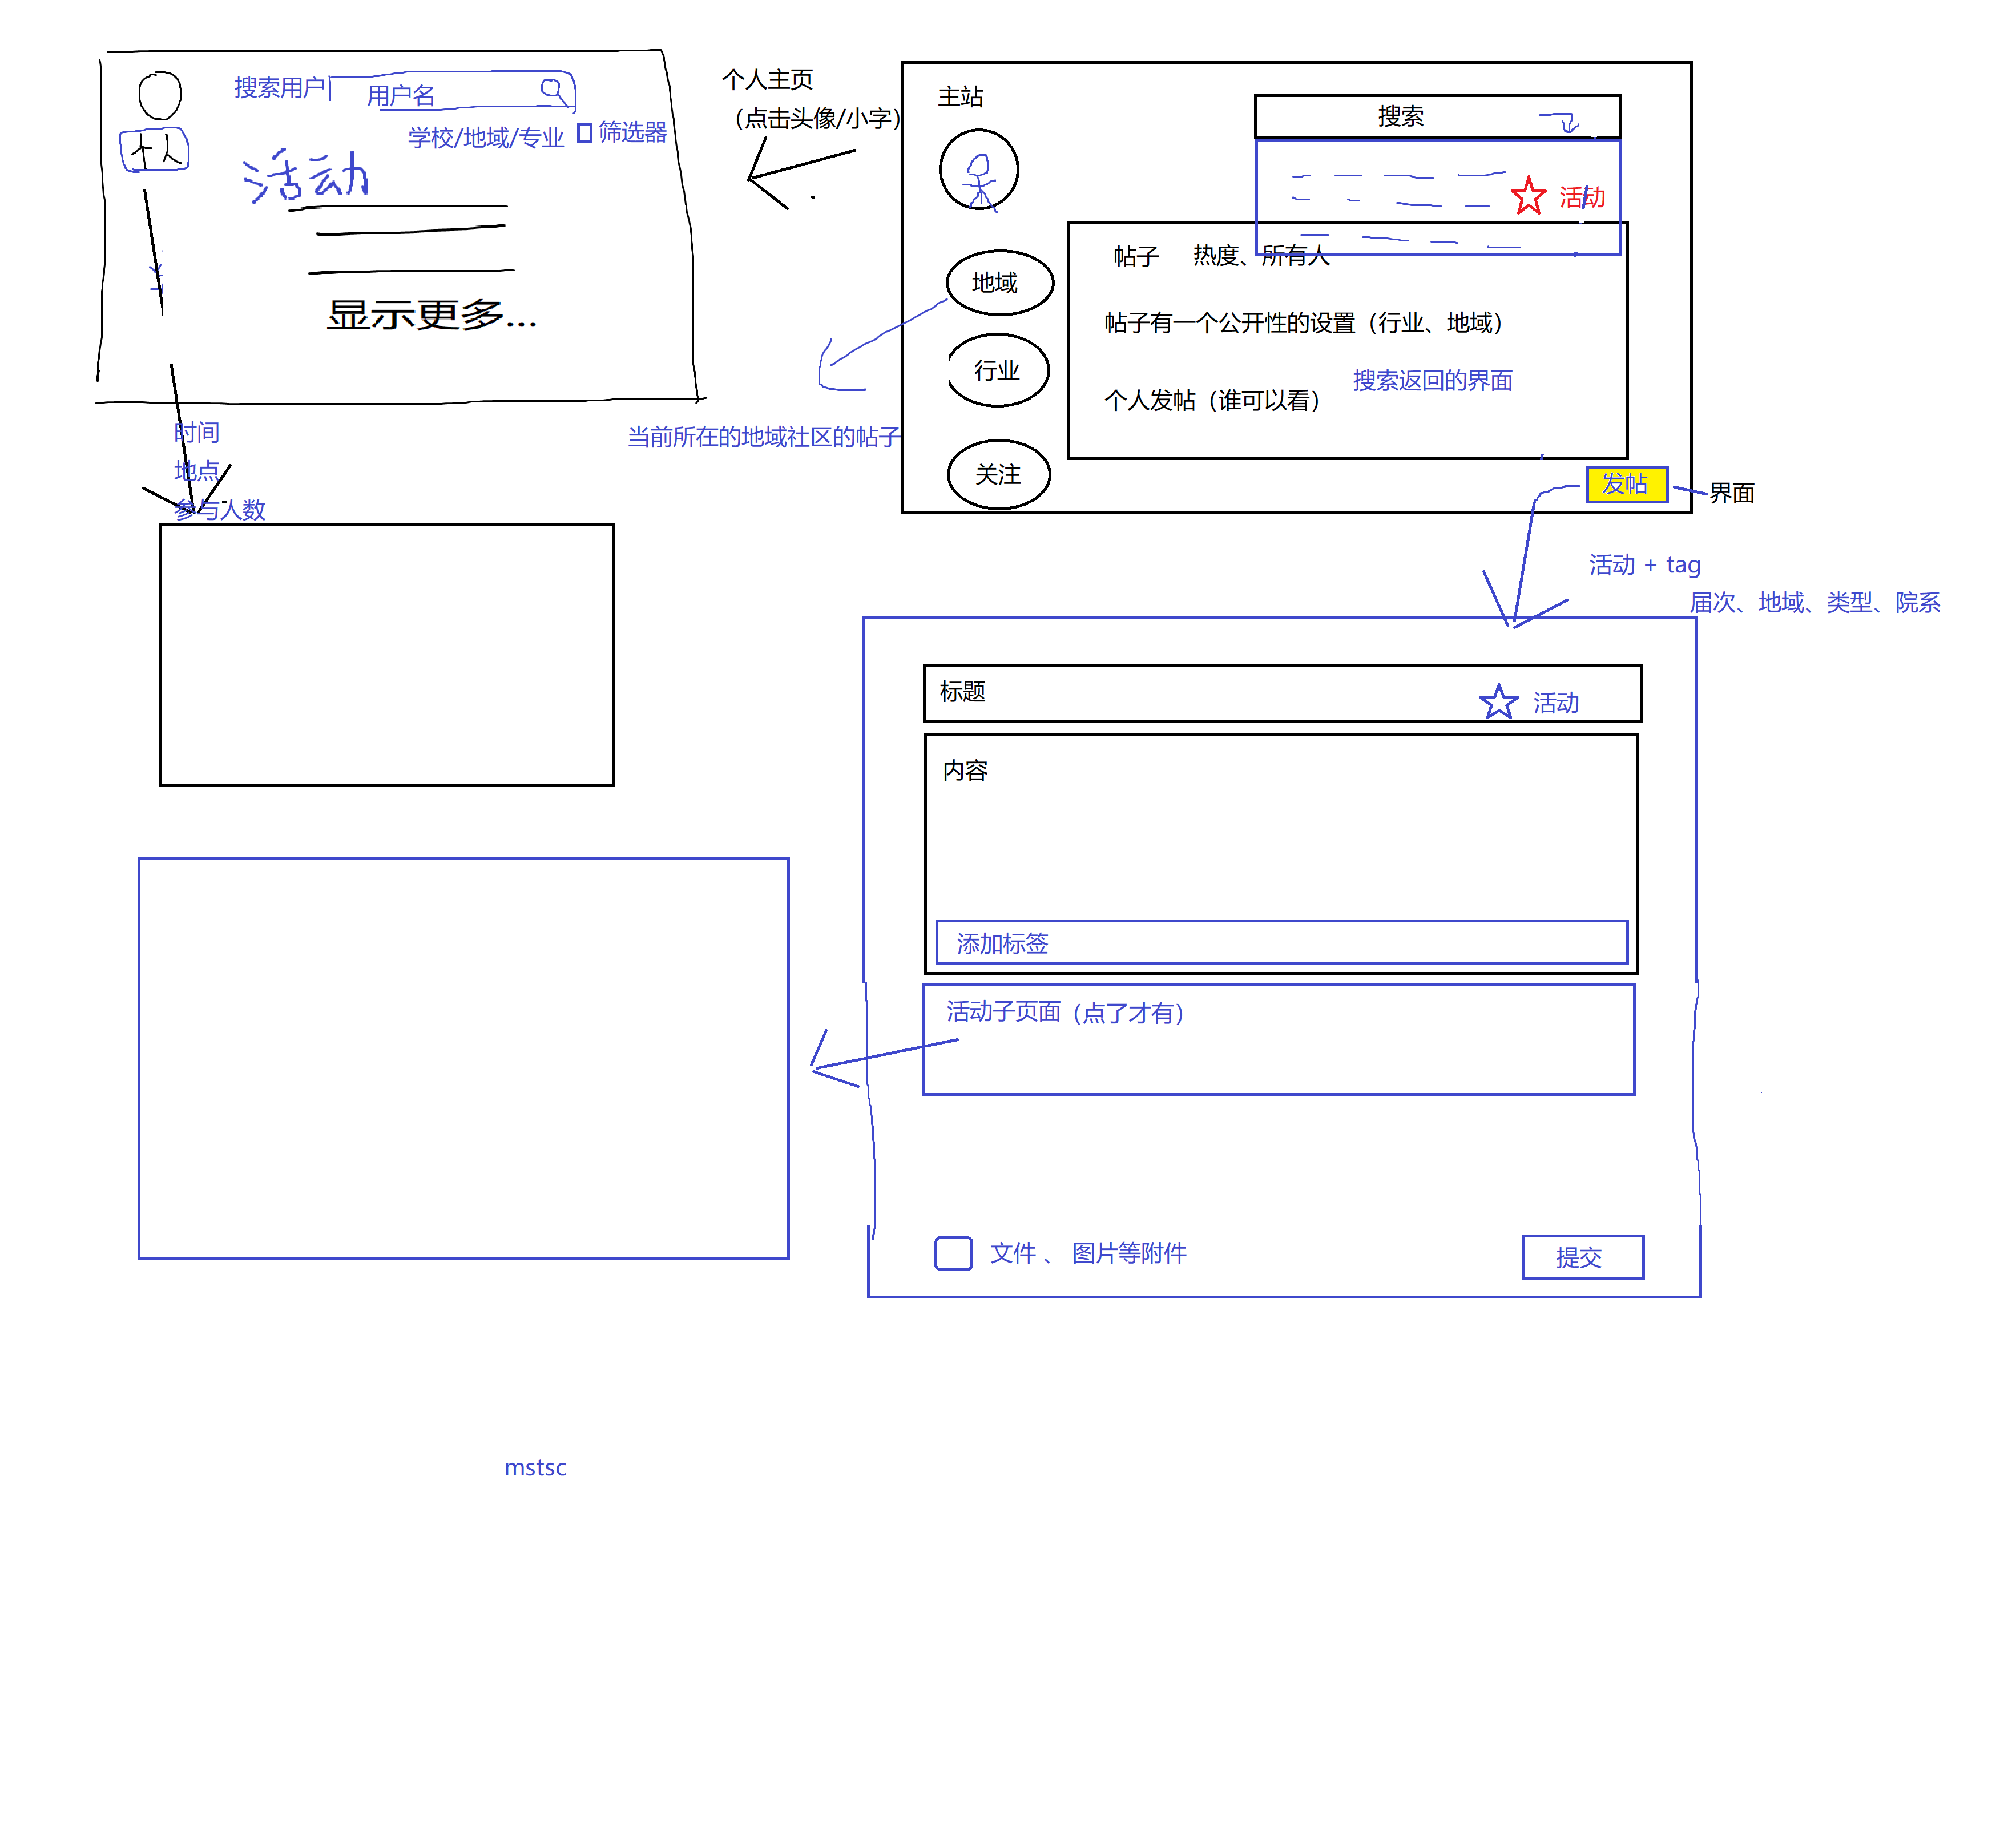 搜索用户
用户名
学校/地域/专业
筛选器
个人
活动
显示更多...
个人主页
（点击头像/小字）
主站
搜索
活动
地域
行业
关注
帖子 热度、所有人
帖子有一个公开性的设置（行业、地域）
搜索返回的界面
个人发帖（谁可以看）
发帖
界面
当前所在的地域社区的帖子
时间
地点
参与人数
活动 + tag
届次、地域、类型、院系
标题
活动
内容
添加标签
活动子页面（点了才有）
文件 、 图片等附件
提交
mstsc